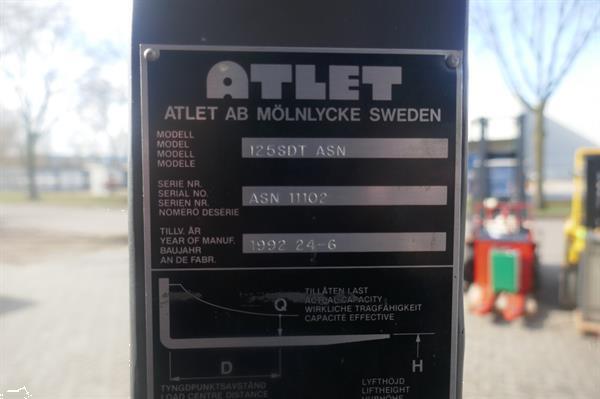 ATLET
ATLET AB MÖLNLYCKE SWEDEN
MODELL
MODEL
MODELL
MODELE
125SDT ASN
SERIE NR.
SERIAL NO.
SERIEN NR.
NOMERO DESERIE
ASN 11102
TILLV. ÅR
YEAR OF MANUF.
BAUJAHR
AN DE FABR.
1992 24-6
TILLÅTEN LAST
ACTUAL CAPACITY
WIRKLICHE TRAGFÄHIGKEIT
CAPACITE EFFECTIVE
Q
D
H
TYNGDPUNKTSAVSTÅND
LOAD CENTRE DISTANCE
LYFTHÖJD
LIFTHEIGHT
HUBHÖHE